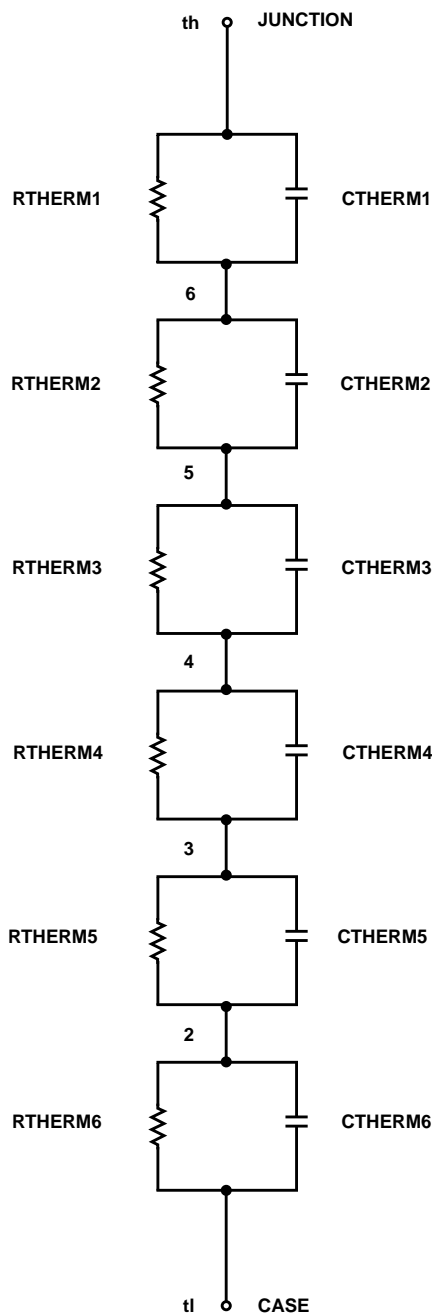 th JUNCTION
RTHERM1 CTHERM1
6
RTHERM2 CTHERM2
5
RTHERM3 CTHERM3
4
RTHERM4 CTHERM4
3
RTHERM5 CTHERM5
2
RTHERM6 CTHERM6
tl CASE